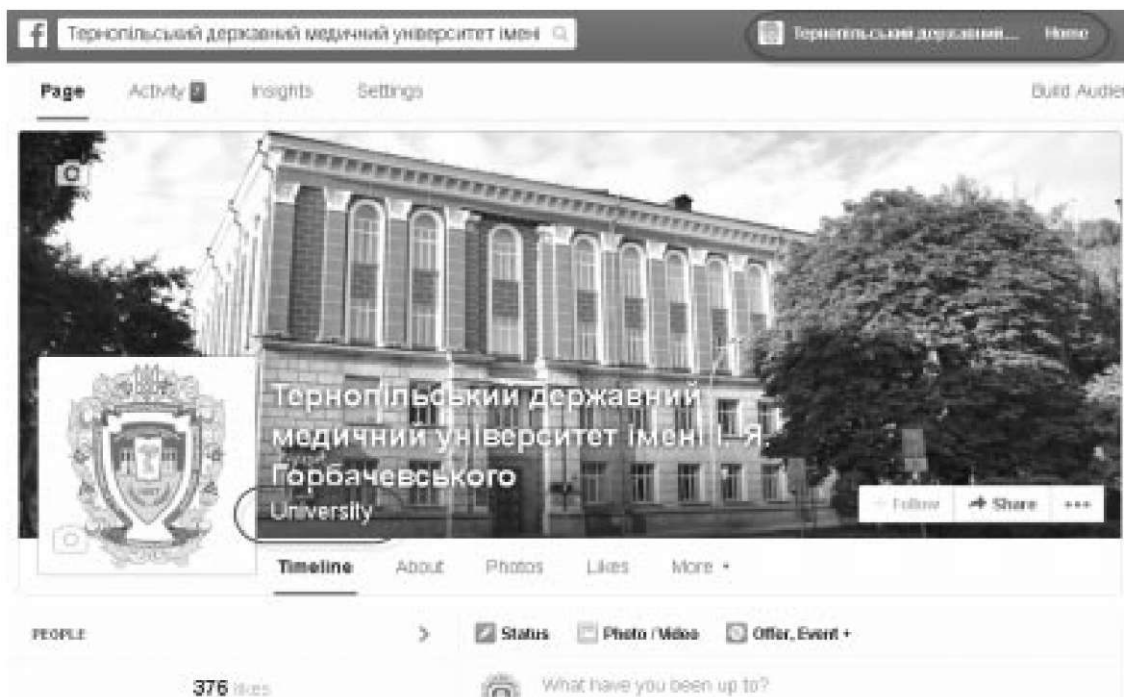 f Тернопільський державний медичний університет імені
Тернопільський державний... Home
Page Activity Insights Settings
Build Audien
Тернопільський державний
медичний університет імені І. Я.
Горбачевського
University
+ Follow Share
Timeline About Photos Likes More
PEOPLE
376 likes
Status Photo / Video Offer, Event +
What have you been up to?